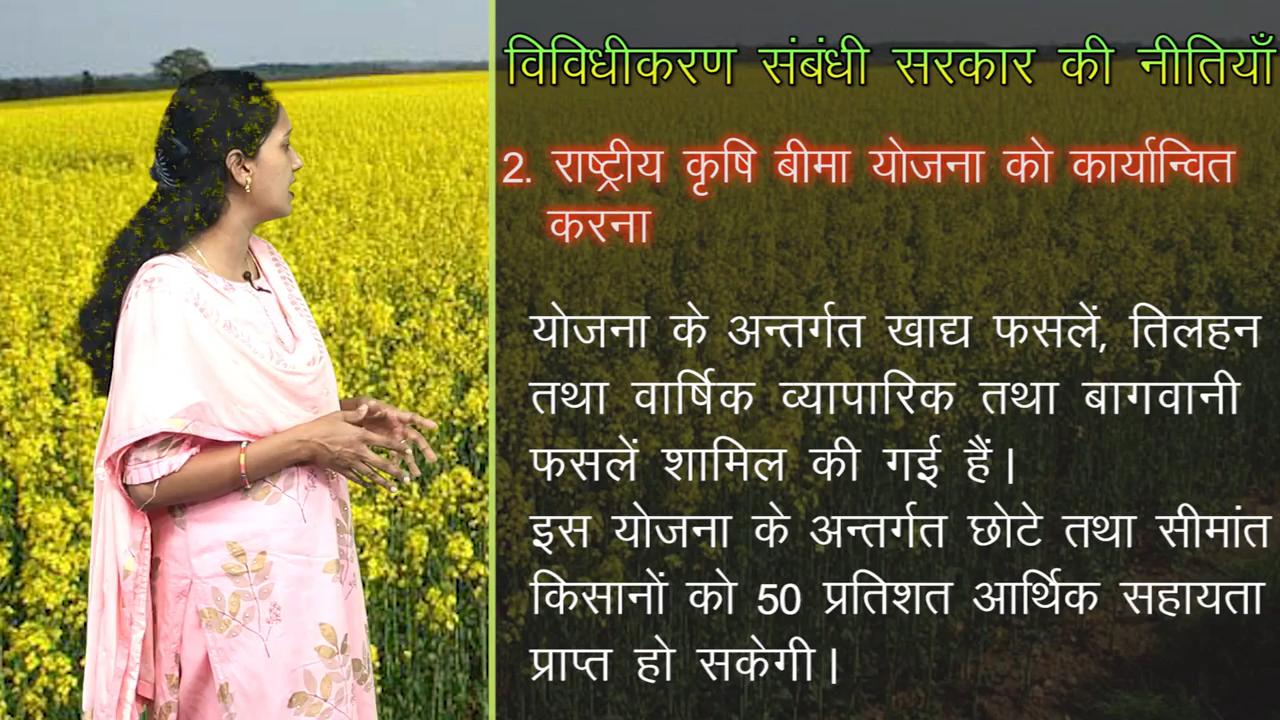 विविधीकरण संबंधी सरकार की नीतियाँ
2. राष्ट्रीय कृषि बीमा योजना को कार्यान्वित
करना
योजना के अन्तर्गत खाद्य फसलें, तिलहन
तथा वार्षिक व्यापारिक तथा बागवानी
फसलें शामिल की गई हैं।
इस योजना के अन्तर्गत छोटे तथा सीमांत
किसानों को 50 प्रतिशत आर्थिक सहायता
प्राप्त हो सकेगी।